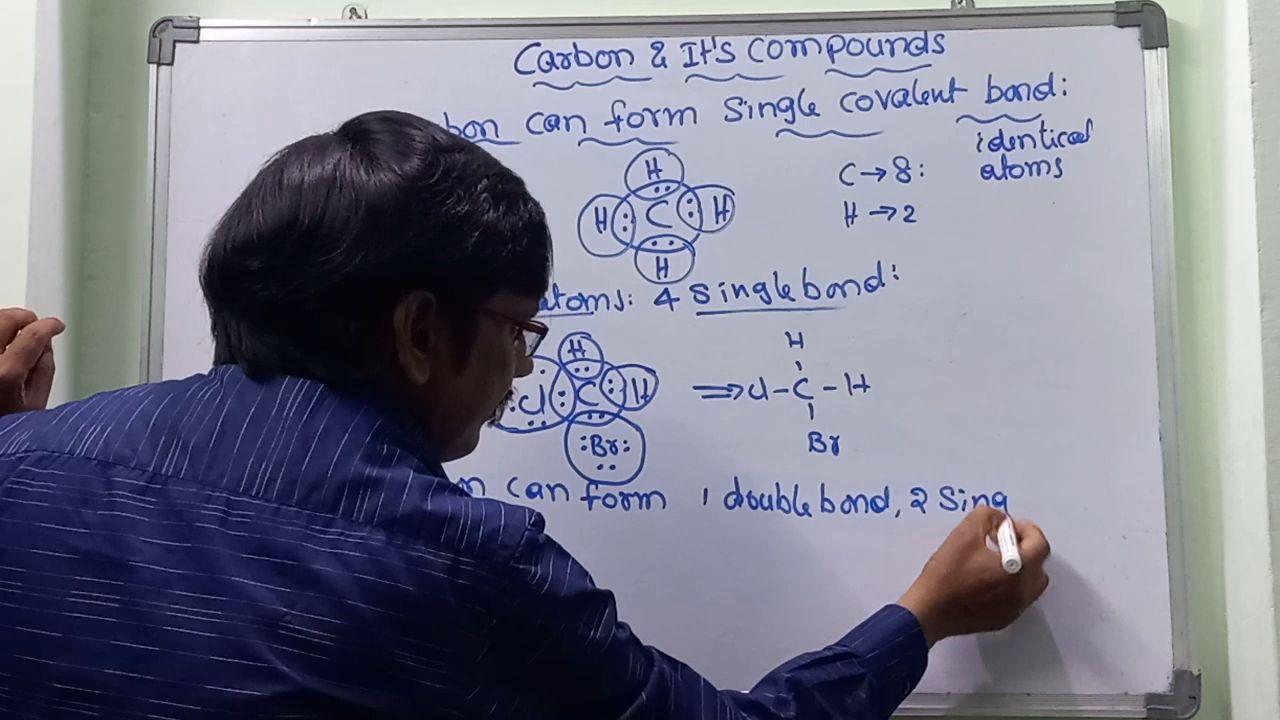 Carbon & It's Compounds
bon can form Single covalent bond:
identical
atoms
C→8:
H→2
H
H C H
H
atoms: 4 Single bond:
H
Cl C H
Br
H
⇒Cl-C-H
Br
n can form 1 double bond, 2 Sing